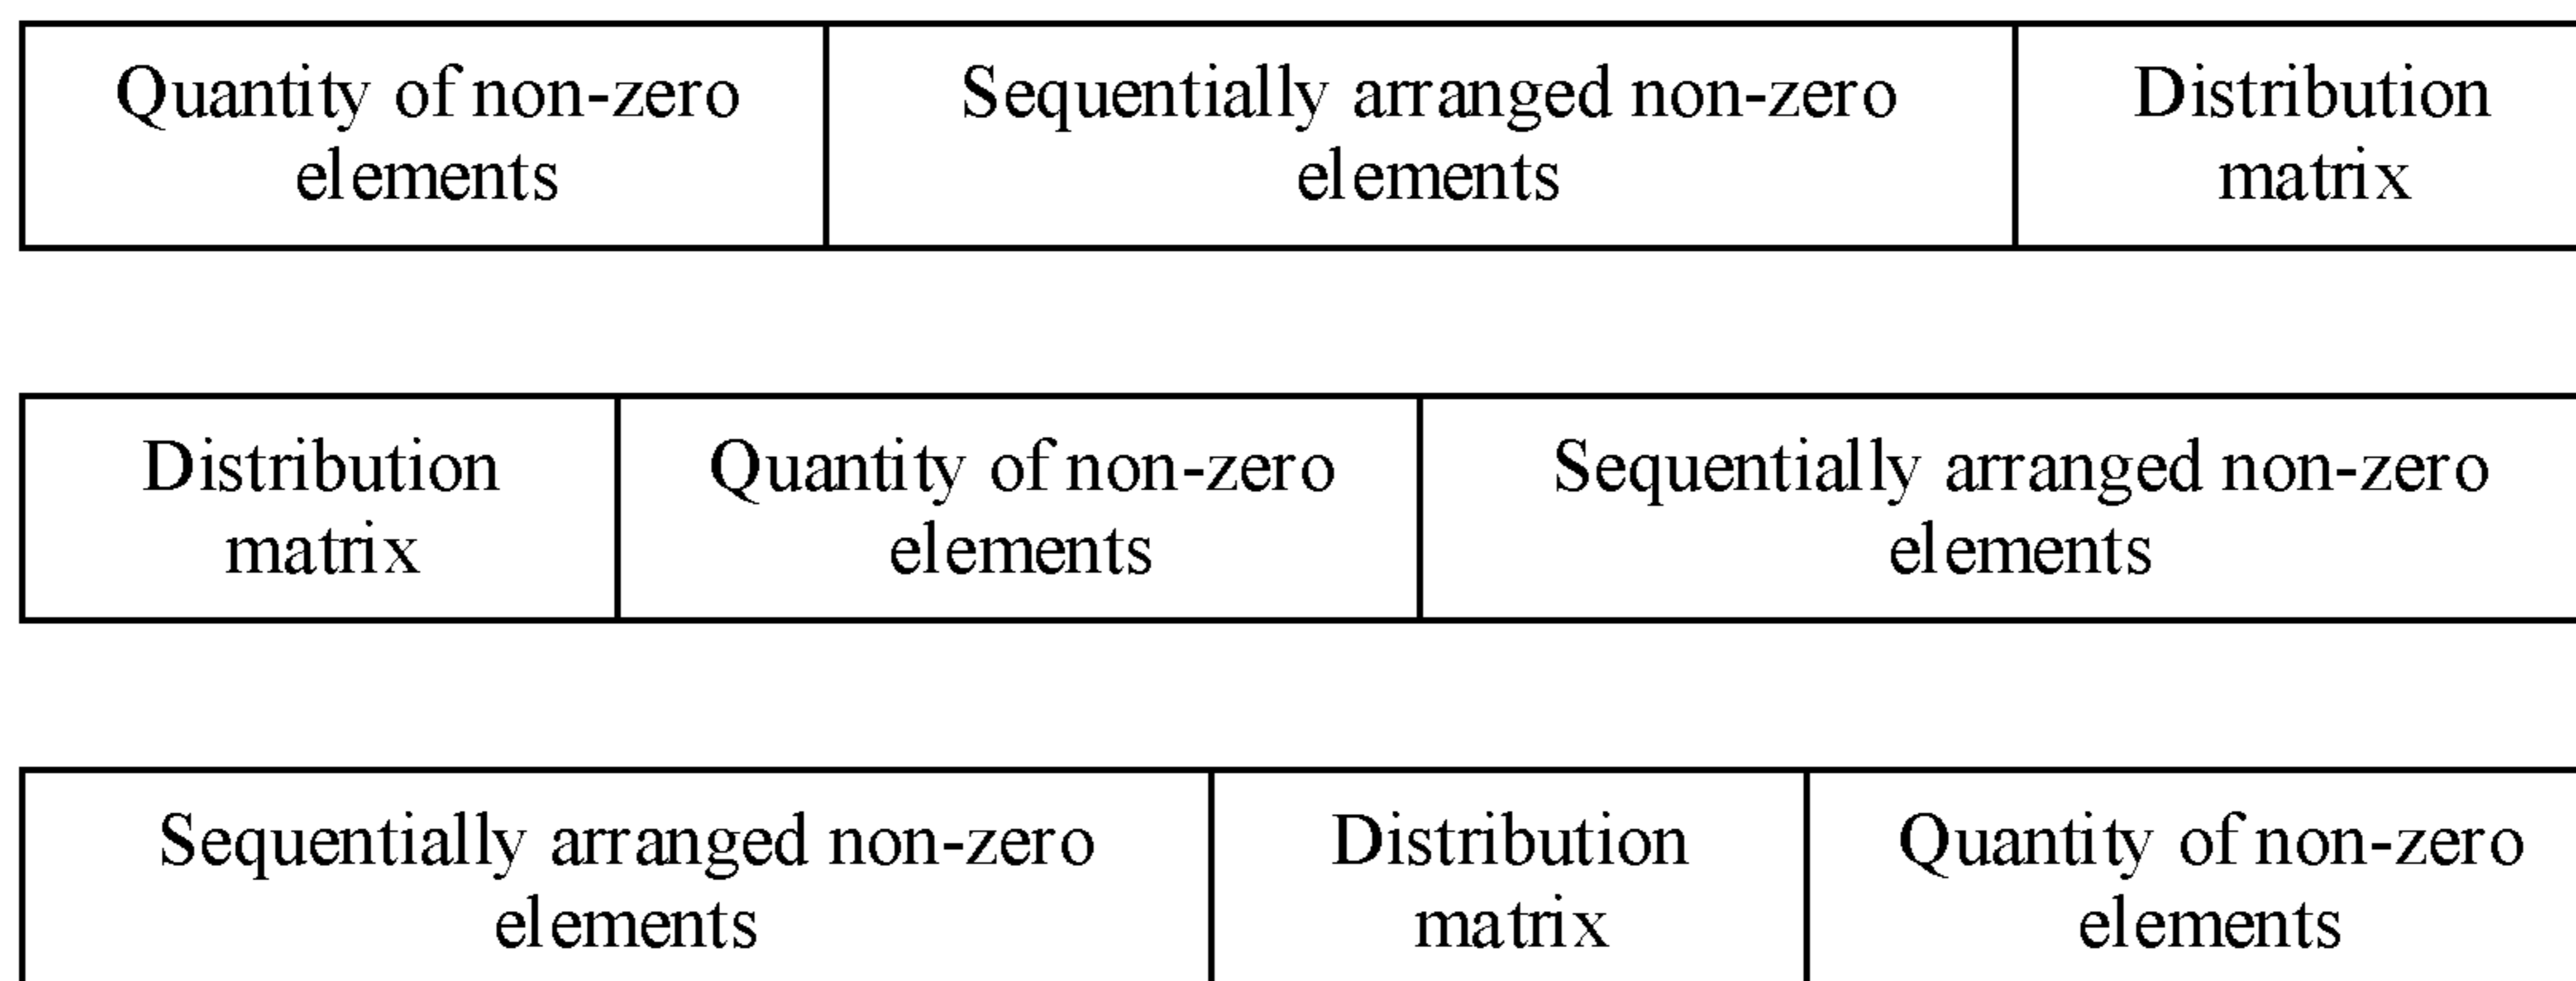 Quantity of non-zero
elements
Sequentially arranged non-zero
elements
Distribution
matrix
Distribution
matrix
Quantity of non-zero
elements
Sequentially arranged non-zero
elements
Sequentially arranged non-zero
elements
Distribution
matrix
Quantity of non-zero
elements